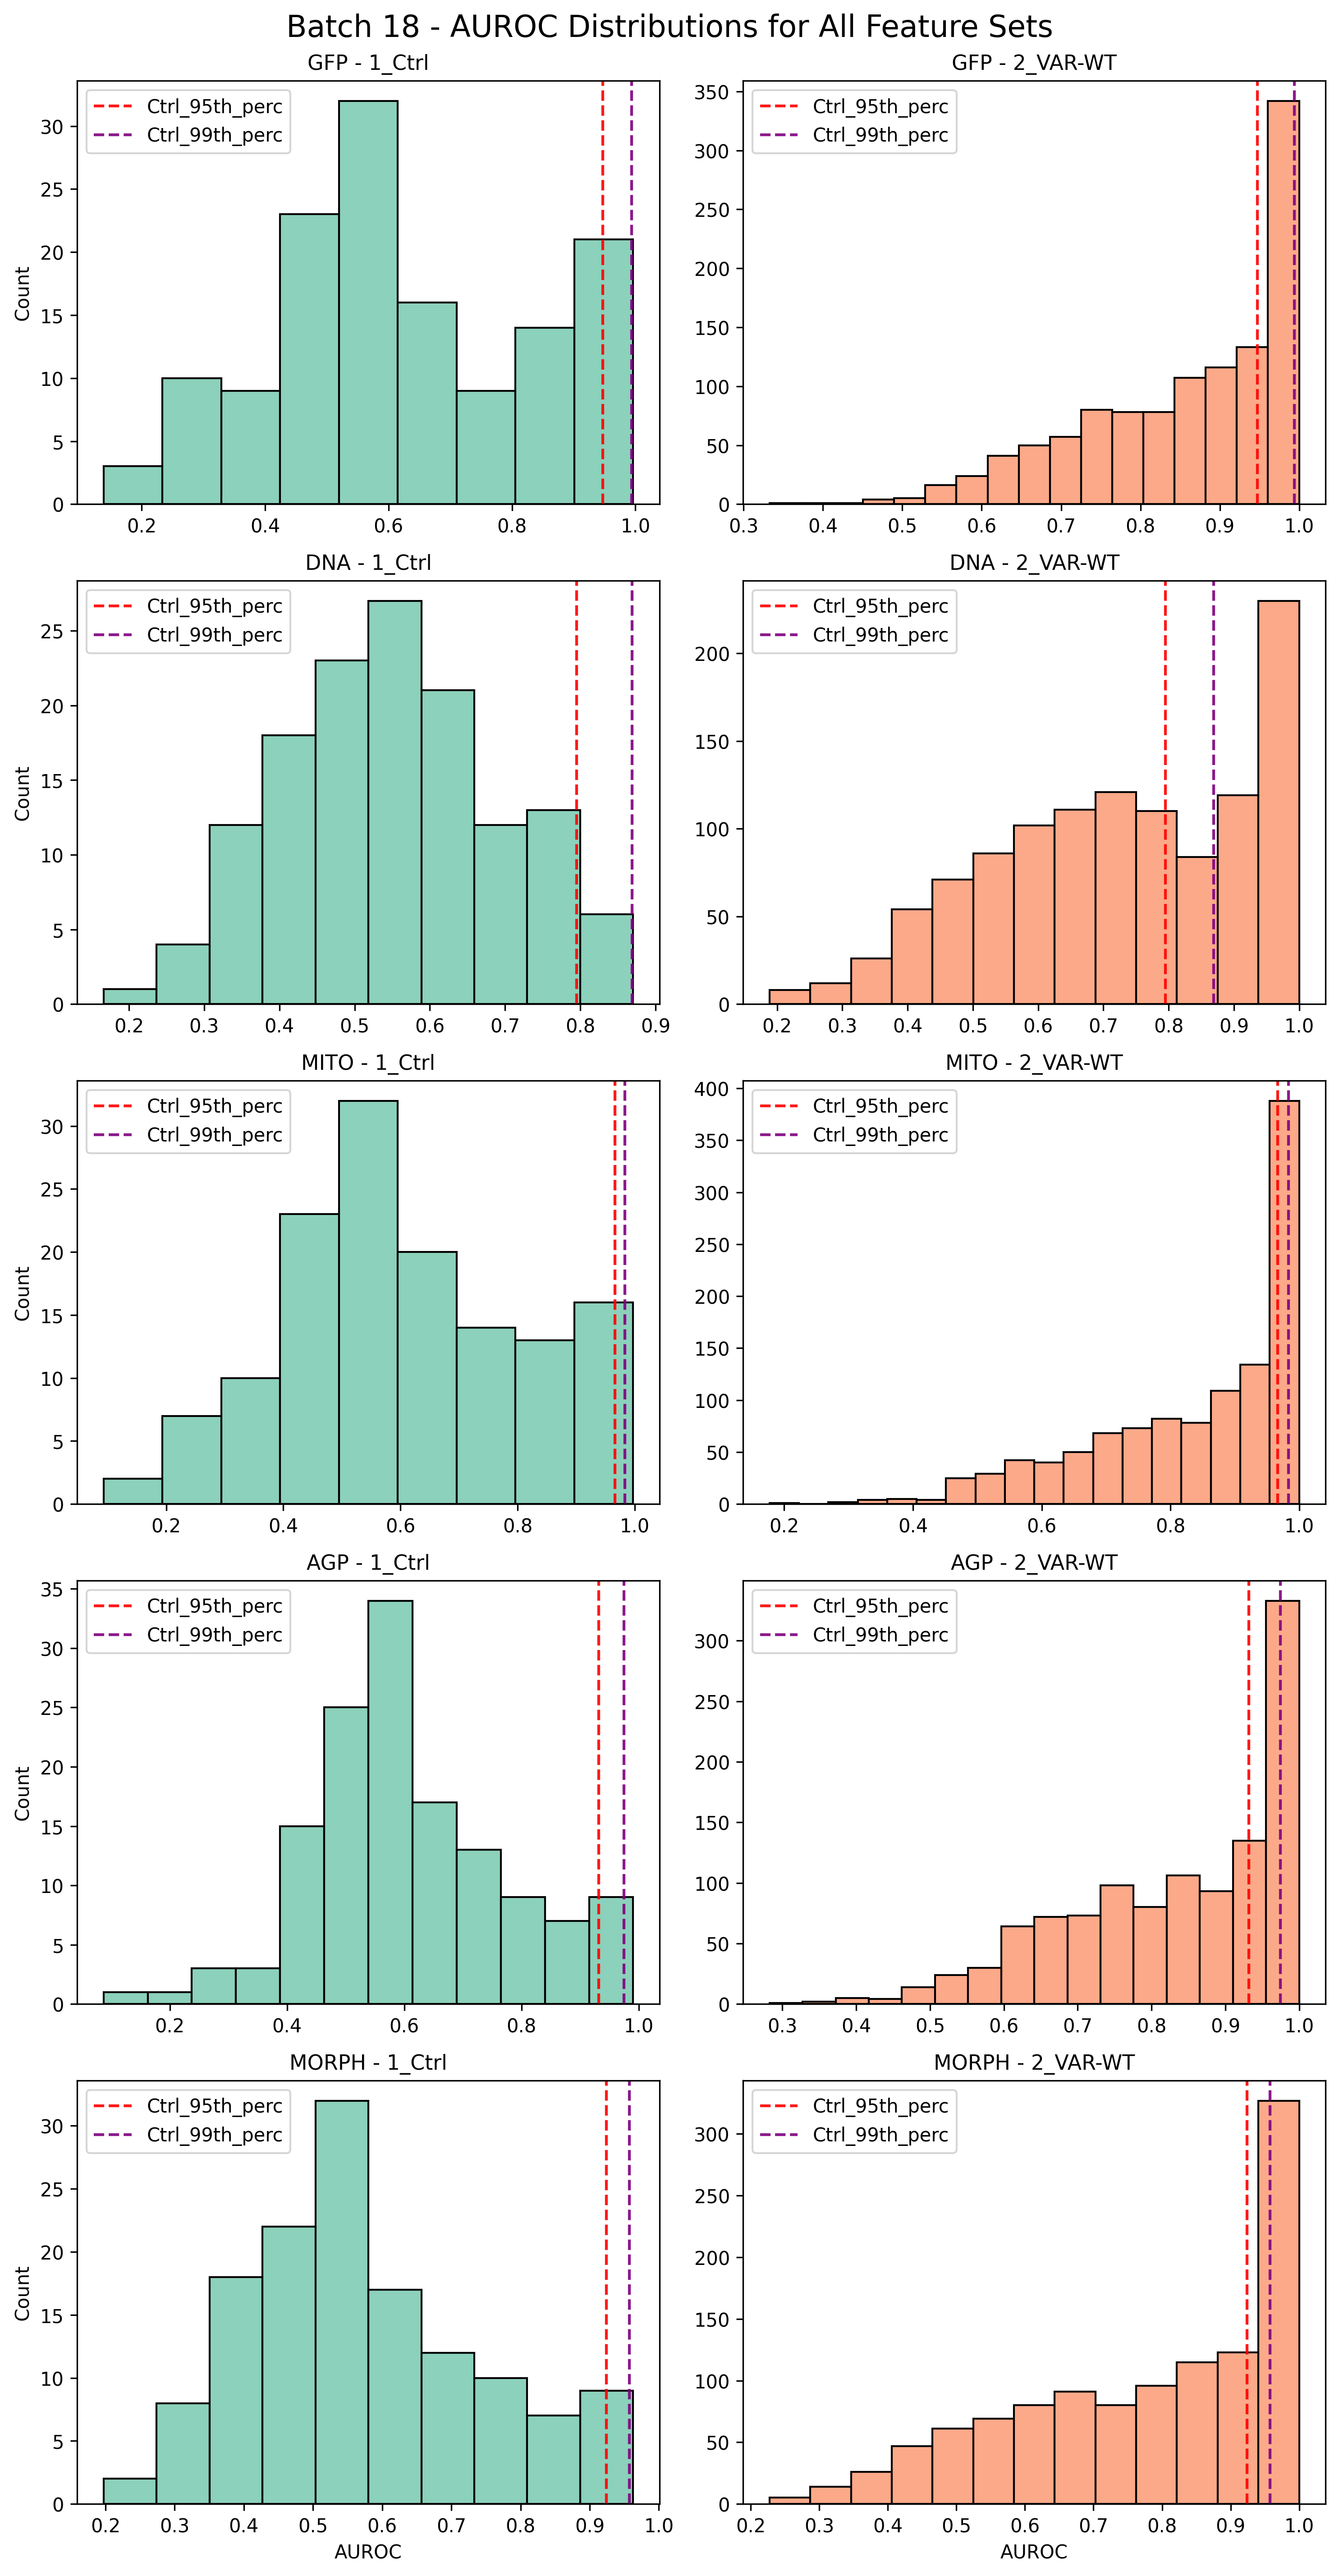 Batch 18 - AUROC Distributions for All Feature Sets
GFP - 1_Ctrl
Ctrl_95th_perc
Ctrl_99th_perc
Count
0 5 10 15 20 25 30
0.2 0.4 0.6 0.8 1.0
GFP - 2_VAR-WT
Ctrl_95th_perc
Ctrl_99th_perc
0 50 100 150 200 250 300 350
0.3 0.4 0.5 0.6 0.7 0.8 0.9 1.0
DNA - 1_Ctrl
Ctrl_95th_perc
Ctrl_99th_perc
Count
0 5 10 15 20 25
0.2 0.3 0.4 0.5 0.6 0.7 0.8 0.9
DNA - 2_VAR-WT
Ctrl_95th_perc
Ctrl_99th_perc
0 50 100 150 200
0.2 0.3 0.4 0.5 0.6 0.7 0.8 0.9 1.0
MITO - 1_Ctrl
Ctrl_95th_perc
Ctrl_99th_perc
Count
0 5 10 15 20 25 30
0.2 0.4 0.6 0.8 1.0
MITO - 2_VAR-WT
Ctrl_95th_perc
Ctrl_99th_perc
0 50 100 150 200 250 300 350 400
0.2 0.4 0.6 0.8 1.0
AGP - 1_Ctrl
Ctrl_95th_perc
Ctrl_99th_perc
Count
0 5 10 15 20 25 30 35
0.2 0.4 0.6 0.8 1.0
AGP - 2_VAR-WT
Ctrl_95th_perc
Ctrl_99th_perc
0 50 100 150 200 250 300
0.3 0.4 0.5 0.6 0.7 0.8 0.9 1.0
MORPH - 1_Ctrl
Ctrl_95th_perc
Ctrl_99th_perc
Count
0 5 10 15 20 25 30
0.2 0.3 0.4 0.5 0.6 0.7 0.8 0.9 1.0
AUROC
MORPH - 2_VAR-WT
Ctrl_95th_perc
Ctrl_99th_perc
0 50 100 150 200 250 300
0.2 0.3 0.4 0.5 0.6 0.7 0.8 0.9 1.0
AUROC